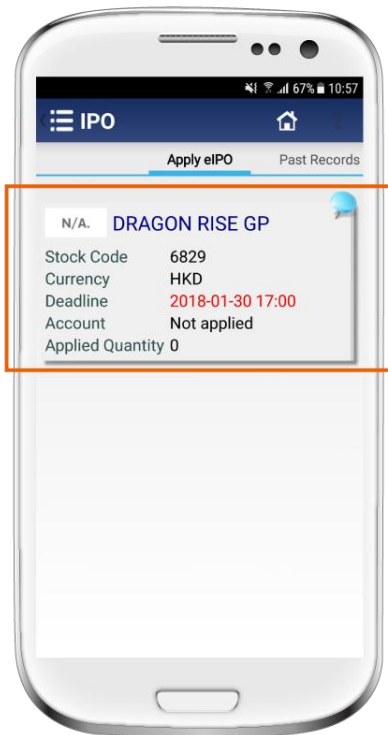 67% 10:57
IPO
Apply eIPO Past Records
N/A. DRAGON RISE GP
Stock Code 6829
Currency HKD
Deadline 2018-01-30 17:00
Account Not applied
Applied Quantity 0